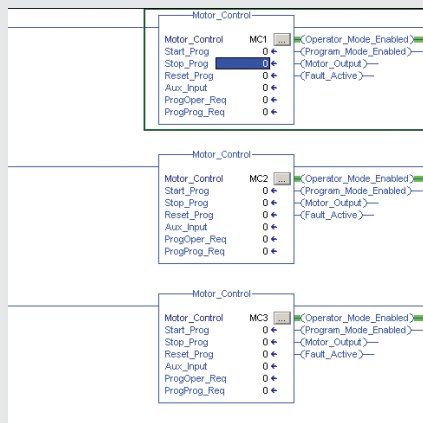 Motor_Control
Motor_Control MC1 ... (Operator_Mode_Enabled)
Start_Prog 0 (Program_Mode_Enabled)
Stop_Prog 0 (Motor_Output)
Reset_Prog 0 (Fault_Active)
Aux_Input 0
ProgOper_Req 0
ProgProg_Req 0
Motor_Control
Motor_Control MC2 ... (Operator_Mode_Enabled)
Start_Prog 0 (Program_Mode_Enabled)
Stop_Prog 0 (Motor_Output)
Reset_Prog 0 (Fault_Active)
Aux_Input 0
ProgOper_Req 0
ProgProg_Req 0
Motor_Control
Motor_Control MC3 ... (Operator_Mode_Enabled)
Start_Prog 0 (Program_Mode_Enabled)
Stop_Prog 0 (Motor_Output)
Reset_Prog 0 (Fault_Active)
Aux_Input 0
ProgOper_Req 0
ProgProg_Req 0